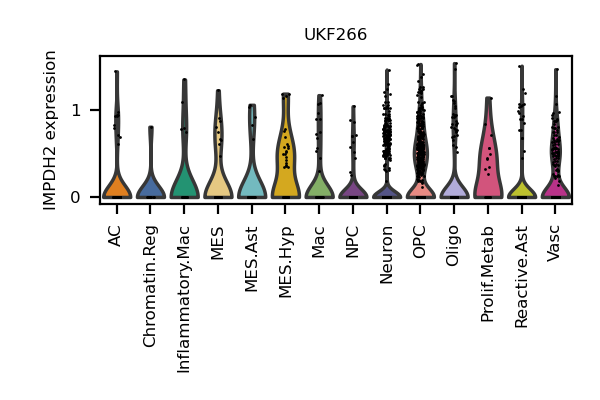 UKF266
IMPDH2 expression
1
0
AC
Chromatin.Reg
Inflammatory.Mac
MES
MES.Ast
MES.Hyp
Mac
NPC
Neuron
OPC
Oligo
Prolif.Metab
Reactive.Ast
Vasc